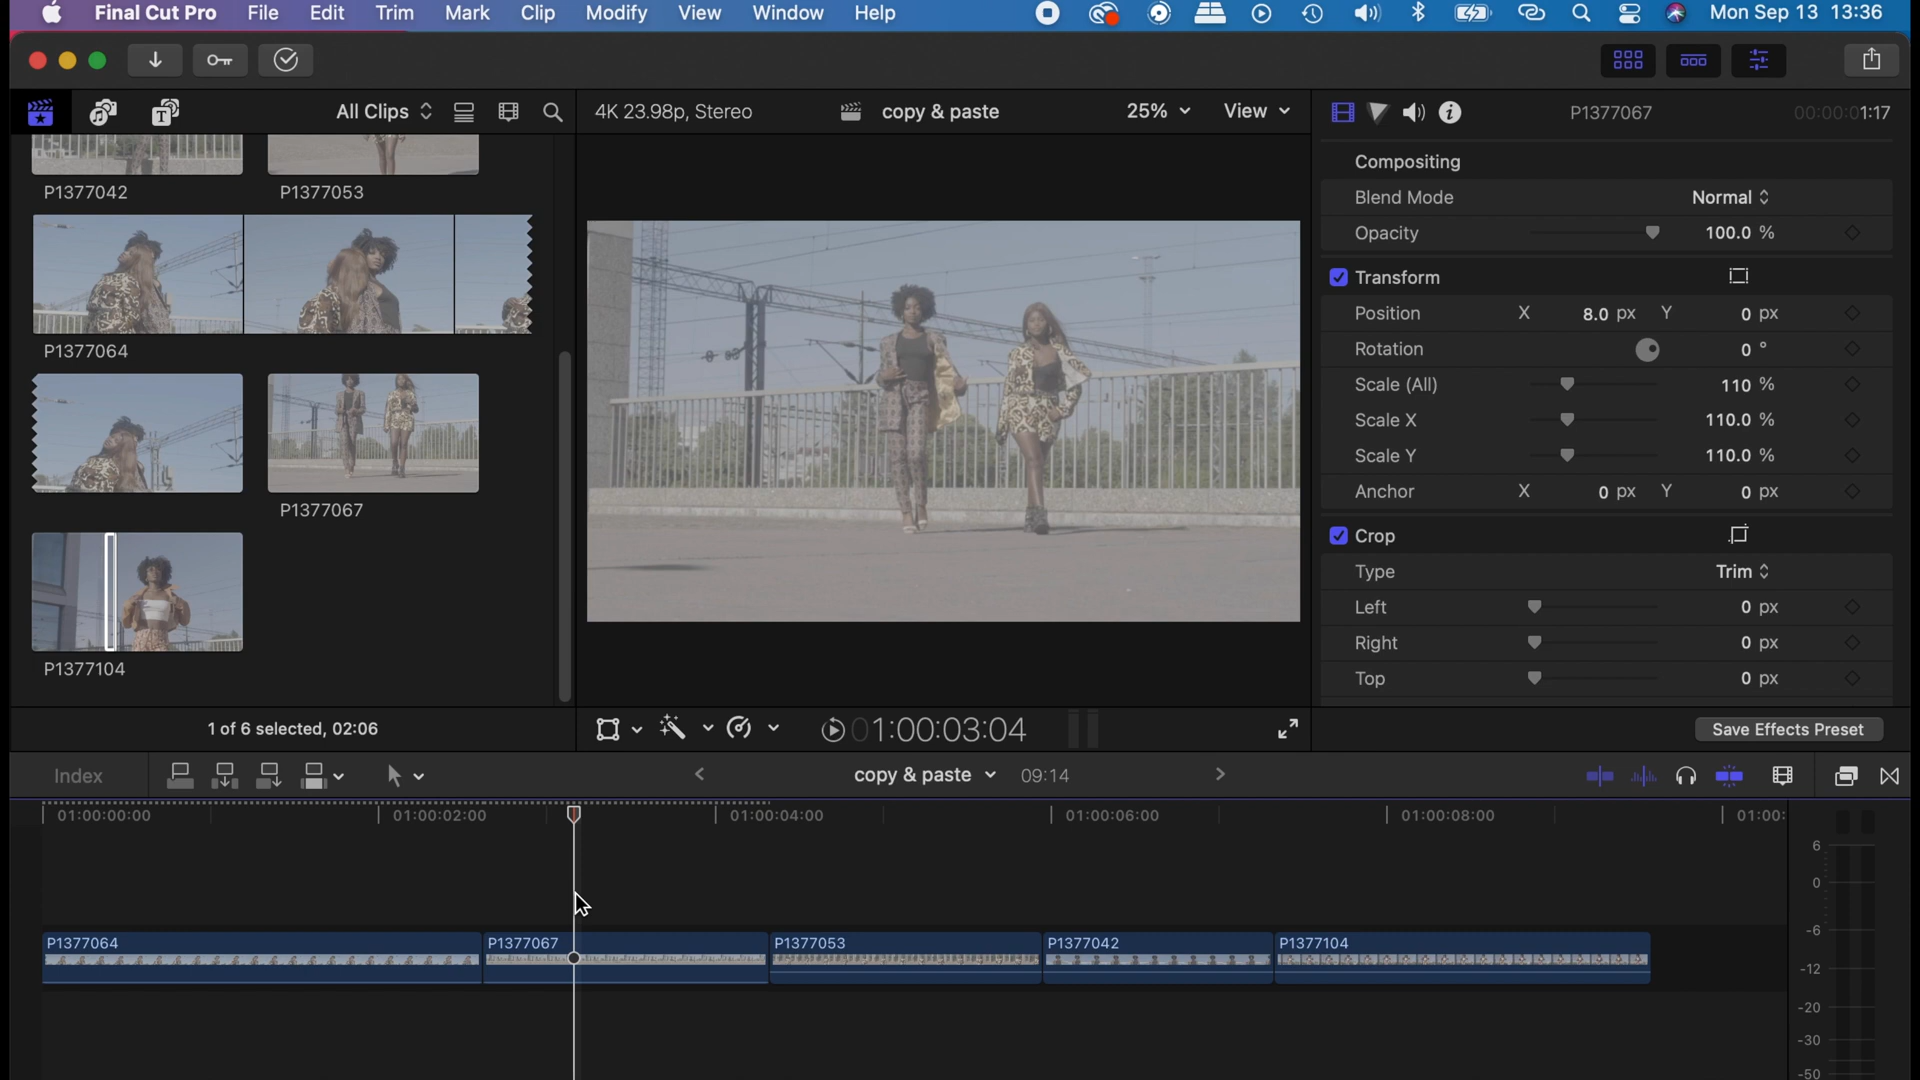 Final Cut Pro File Edit Trim Mark Clip Modify View Window Help Mon Sep 13 13:36
All Clips 4K 23.98p, Stereo copy & paste 25% View P1377067 00:00:01:17
P1377042 P1377053
P1377064
P1377067
P1377104
Compositing
Blend Mode Normal
Opacity 100.0 %
Transform
Position X 8.0 px Y 0 px
Rotation 0 °
Scale (All) 110 %
Scale X 110.0 %
Scale Y 110.0 %
Anchor X 0 px Y 0 px
Crop
Type Trim
Left 0 px
Right 0 px
Top 0 px
1 of 6 selected, 02:06 01:00:03:04 Save Effects Preset
Index copy & paste 09:14
01:00:00:00 01:00:02:00 01:00:04:00 01:00:06:00 01:00:08:00 01:00:
P1377064 P1377067 P1377053 P1377042 P1377104
6
0
-6
-12
-20
-30
-50